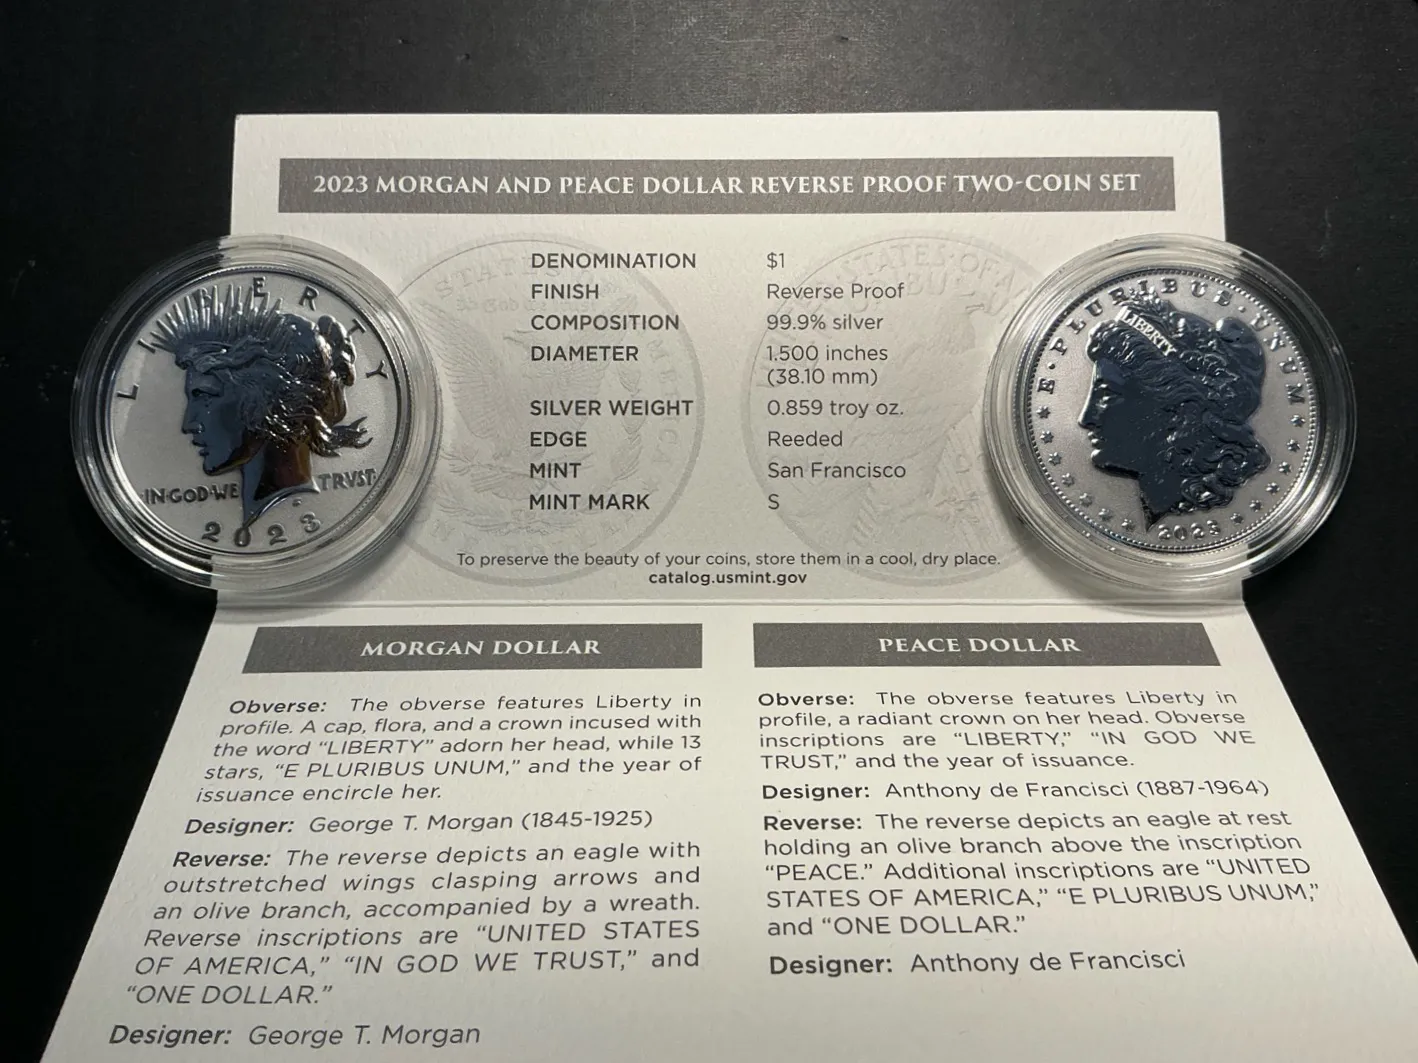 2023 MORGAN AND PEACE DOLLAR REVERSE PROOF TWO-COIN SET
DENOMINATION $1
FINISH Reverse Proof
COMPOSITION 99.9% silver
DIAMETER 1.500 inches
(38.10 mm)
SILVER WEIGHT 0.859 troy oz.
EDGE Reeded
MINT San Francisco
MINT MARK S
To preserve the beauty of your coins, store them in a cool, dry place.
catalog.usmint.gov
LIBERTY
IN·GOD·WE TRVST
2023
E·PLURIBUS·UNUM
LIBERTY
2023
MORGAN DOLLAR
Obverse: The obverse features Liberty in
profile. A cap, flora, and a crown incused with
the word “LIBERTY” adorn her head, while 13
stars, “E PLURIBUS UNUM,” and the year of
issuance encircle her.
Designer: George T. Morgan (1845-1925)
Reverse: The reverse depicts an eagle with
outstretched wings clasping arrows and
an olive branch, accompanied by a wreath.
Reverse inscriptions are “UNITED STATES
OF AMERICA,” “IN GOD WE TRUST,” and
“ONE DOLLAR.”
Designer: George T. Morgan
PEACE DOLLAR
Obverse: The obverse features Liberty in
profile, a radiant crown on her head. Obverse
inscriptions are “LIBERTY,” “IN GOD WE
TRUST,” and the year of issuance.
Designer: Anthony de Francisci (1887-1964)
Reverse: The reverse depicts an eagle at rest
holding an olive branch above the inscription
“PEACE.” Additional inscriptions are “UNITED
STATES OF AMERICA,” “E PLURIBUS UNUM,”
and “ONE DOLLAR.”
Designer: Anthony de Francisci